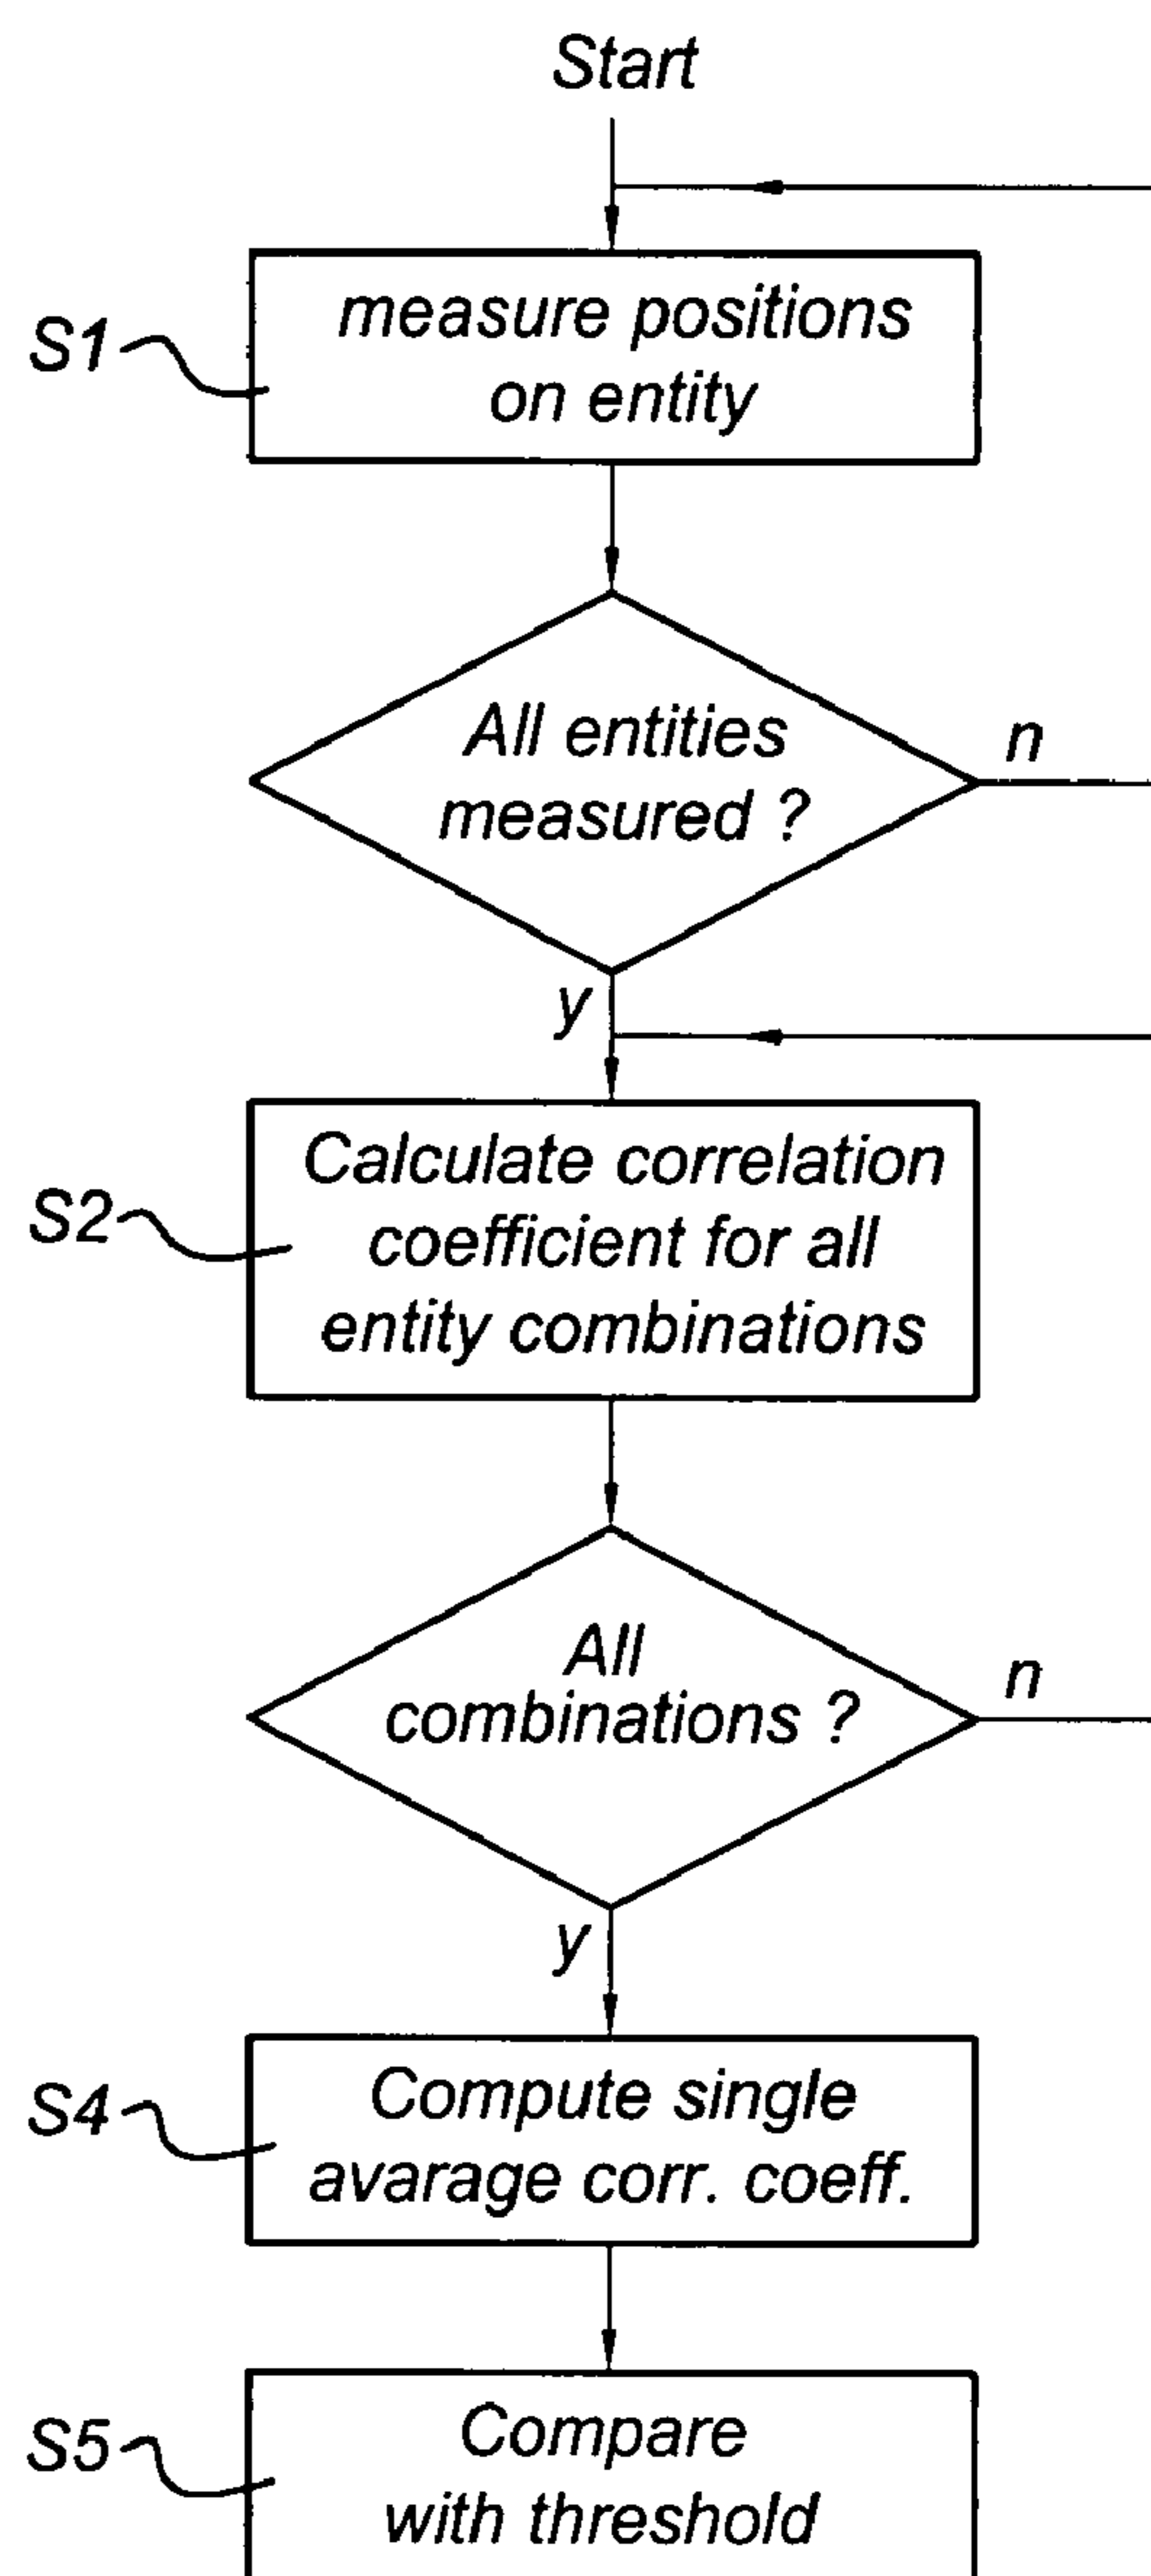 Start
S1
measure positions
on entity
All entities
measured ?
n
y
S2
Calculate correlation
coefficient for all
entity combinations
All
combinations ?
n
y
S4
Compute single
avarage corr. coeff.
S5
Compare
with threshold